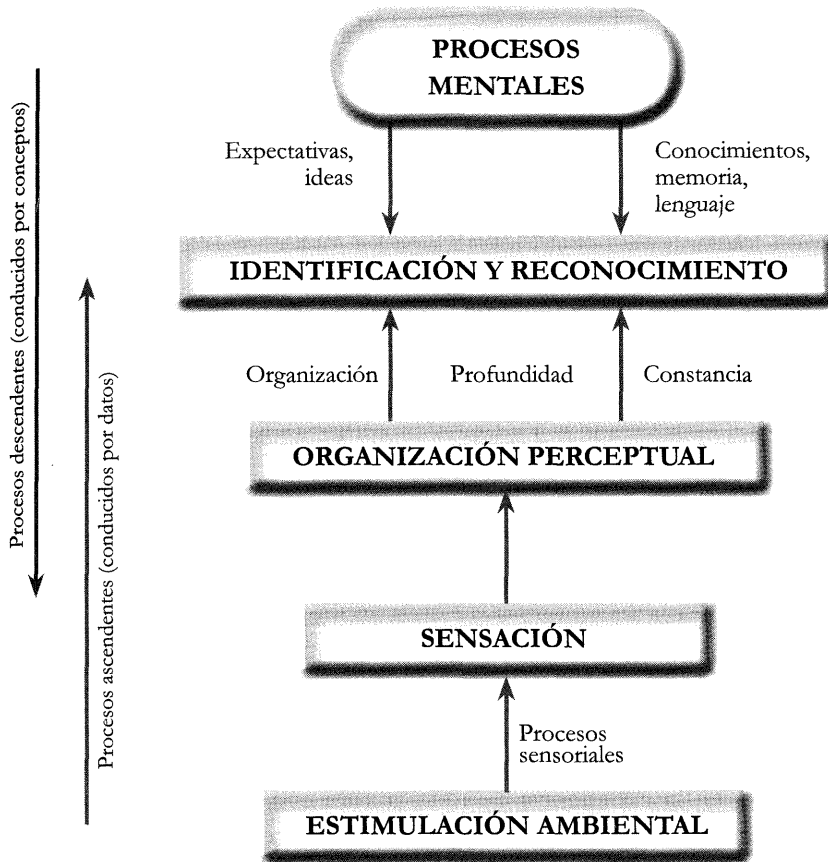 PROCESOS
MENTALES
Expectativas,
ideas
Conocimientos,
memoria,
lenguaje
IDENTIFICACIÓN Y RECONOCIMIENTO
Organización
Profundidad
Constancia
ORGANIZACIÓN PERCEPTUAL
SENSACIÓN
Procesos
sensoriales
ESTIMULACIÓN AMBIENTAL
Procesos descendentes (conducidos por conceptos)
Procesos ascendentes (conducidos por datos)